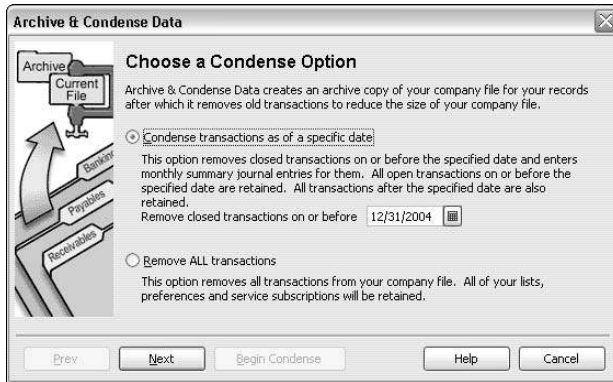 Archive & Condense Data
Archive
Current
File
Banking
Payables
Receivables
Choose a Condense Option
Archive & Condense Data creates an archive copy of your company file for your records
after which it removes old transactions to reduce the size of your company file.
Condense transactions as of a specific date
This option removes closed transactions on or before the specified date and enters
monthly summary journal entries for them. All open transactions on or before the
specified date are retained. All transactions after the specified date are also
retained.
Remove closed transactions on or before 12/31/2004
Remove ALL transactions
This option removes all transactions from your company file. All of your lists,
preferences and service subscriptions will be retained.
Prev Next Begin Condense Help Cancel